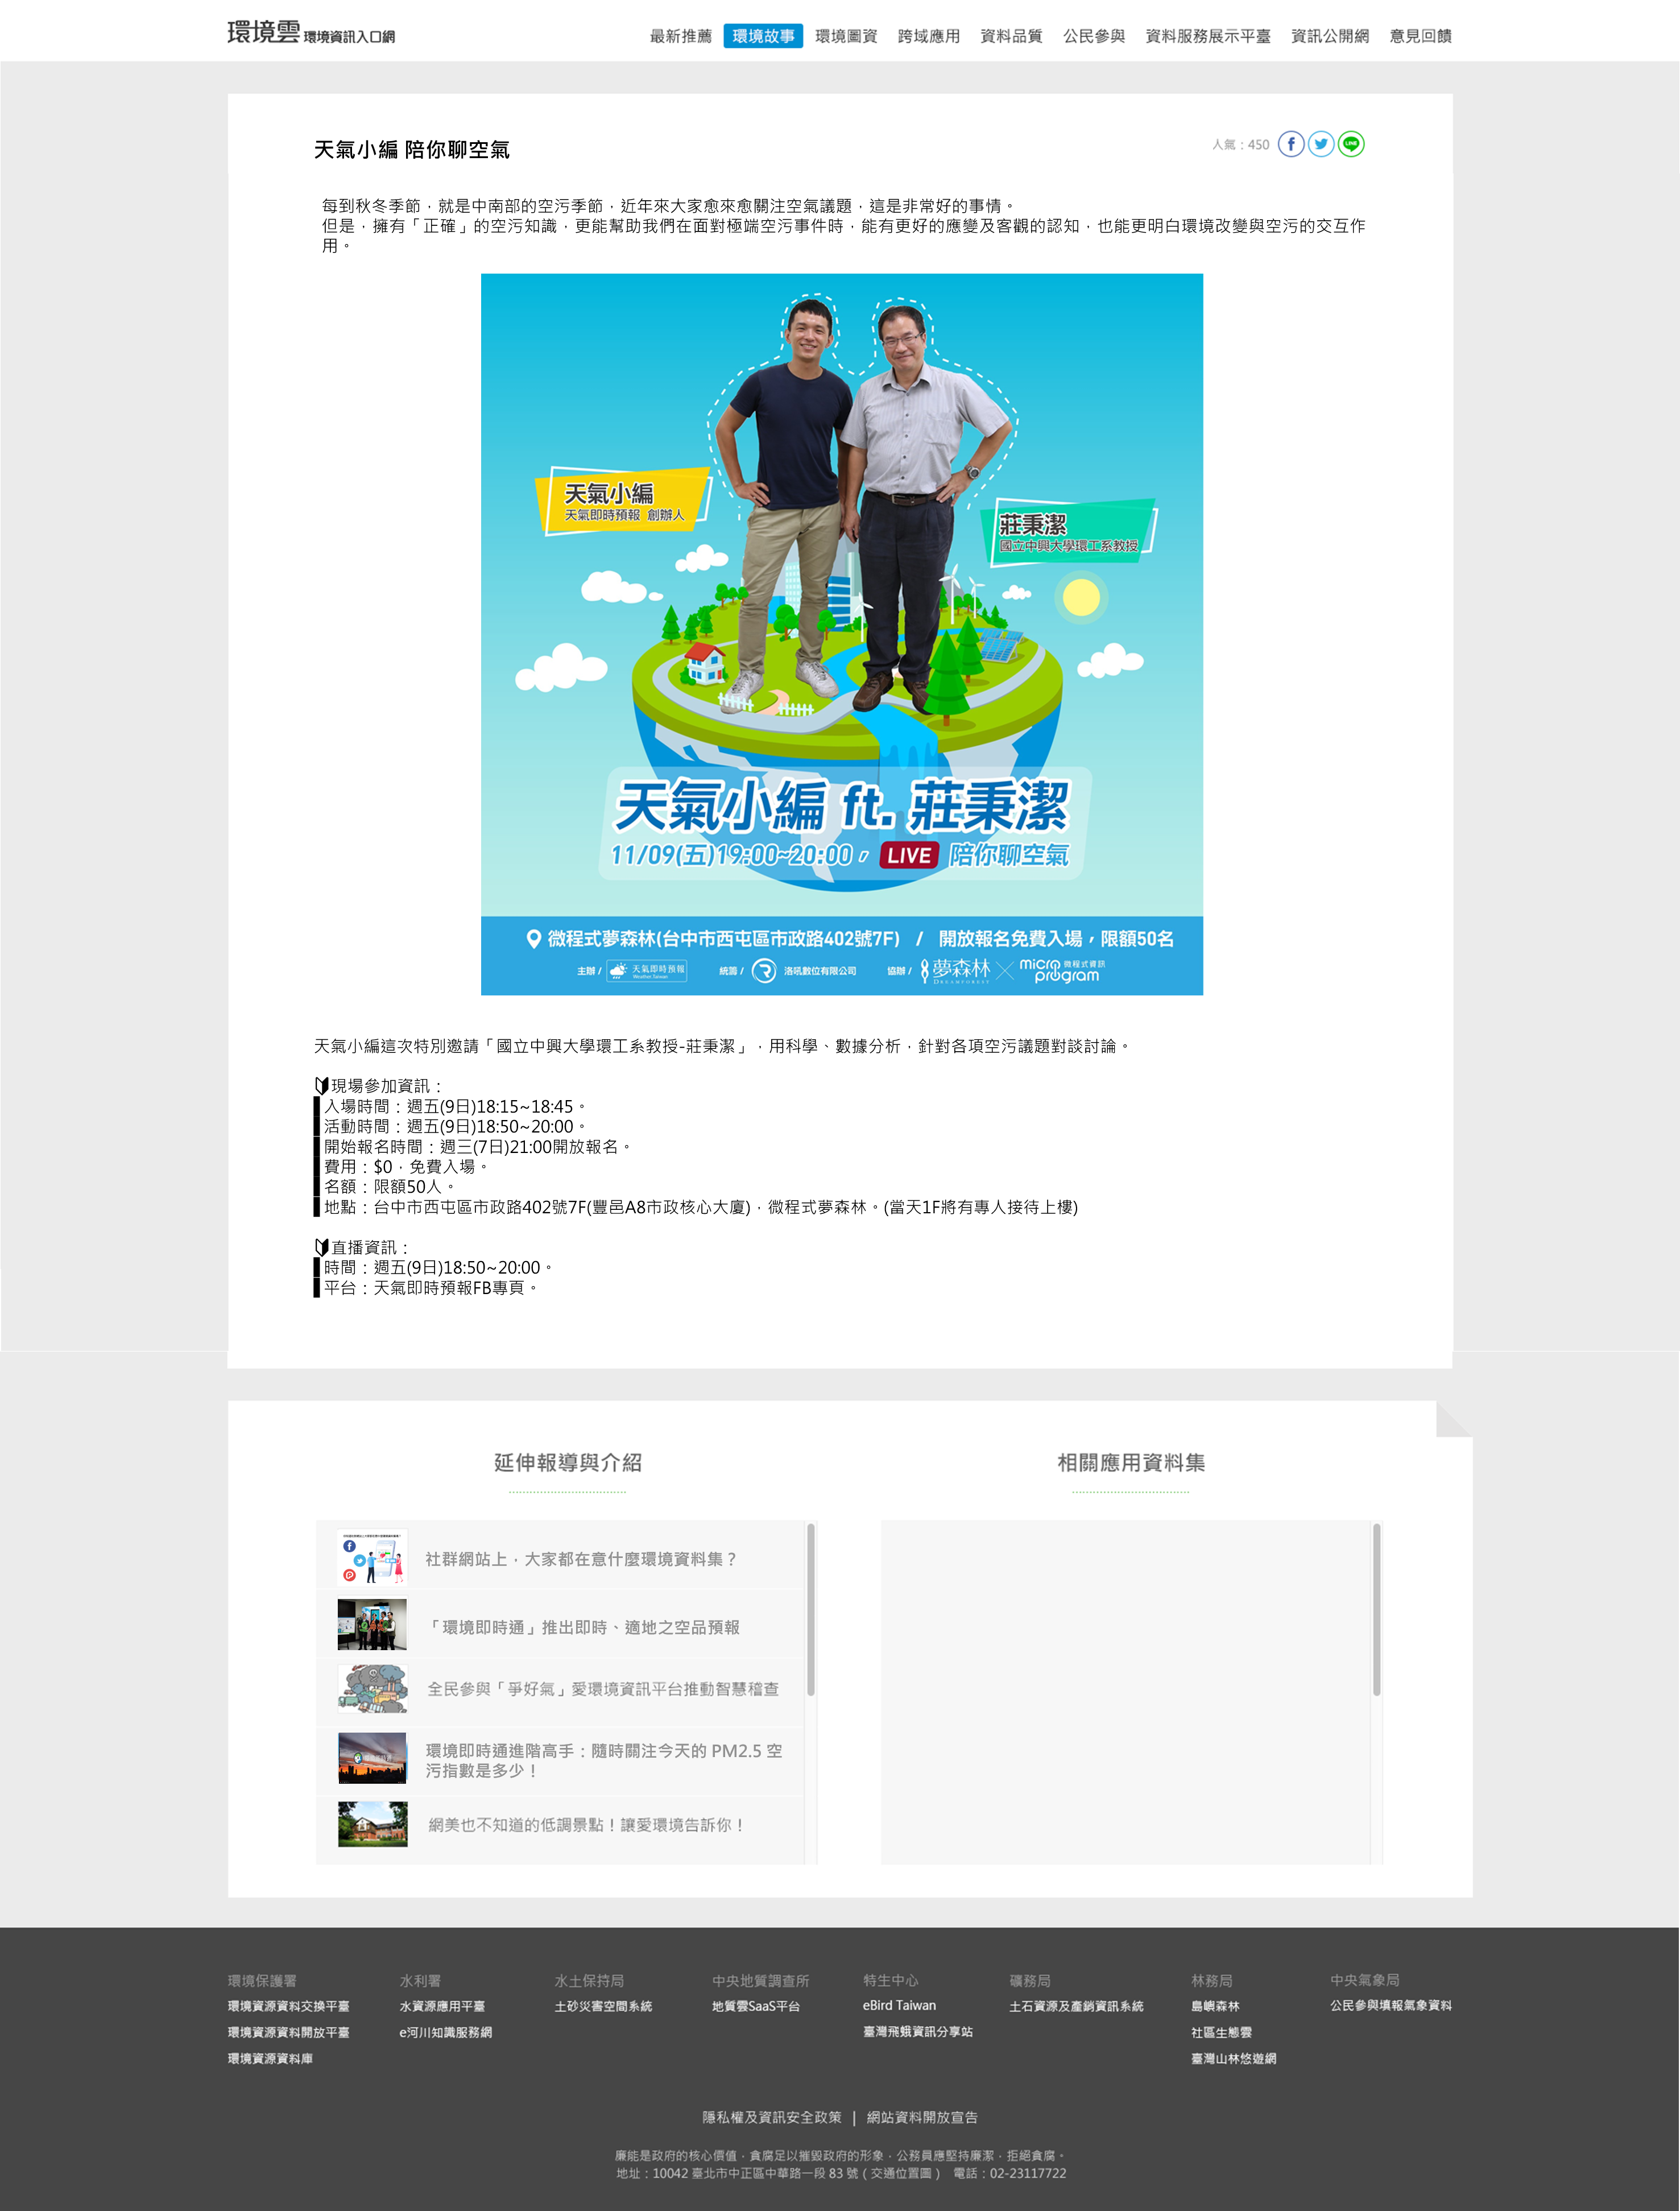 環境雲 環境資訊入口網
最新推薦 環境故事 環境圖資 跨域應用 資料品質 公民參與 資料服務展示平臺 資訊公開網 意見回饋
天氣小編 陪你聊空氣
人氣：450
每到秋冬季節，就是中南部的空污季節，近年來大家愈來愈關注空氣議題，這是非常好的事情。
但是，擁有「正確」的空污知識，更能幫助我們在面對極端空污事件時，能有更好的應變及客觀的認知，也能更明白環境改變與空污的交互作
用。
天氣小編
天氣即時預報 創辦人
莊秉潔
國立中興大學環工系教授
天氣小編 ft. 莊秉潔
11/09(五)19:00~20:00， LIVE 陪你聊空氣
微程式夢森林(台中市西屯區市政路402號7F) / 開放報名免費入場，限額50名
主辦 / 天氣即時預報 Weather.Taiwan 統籌 / 洛吼數位有限公司 協辦 / 夢森林 DREAMFOREST micro program 微程式資訊
天氣小編這次特別邀請「國立中興大學環工系教授-莊秉潔」，用科學、數據分析，針對各項空污議題對談討論。
🔰現場參加資訊：
▌入場時間：週五(9日)18:15~18:45。
▌活動時間：週五(9日)18:50~20:00。
▌開始報名時間：週三(7日)21:00開放報名。
▌費用：$0，免費入場。
▌名額：限額50人。
▌地點：台中市西屯區市政路402號7F(豐邑A8市政核心大廈)，微程式夢森林。(當天1F將有專人接待上樓)
🔰直播資訊：
▌時間：週五(9日)18:50~20:00。
▌平台：天氣即時預報FB專頁。
延伸報導與介紹
社群網站上，大家都在意什麼環境資料集？
「環境即時通」推出即時、適地之空品預報
全民參與「爭好氣」愛環境資訊平台推動智慧稽查
環境即時通進階高手：隨時關注今天的 PM2.5 空
污指數是多少！
網美也不知道的低調景點！讓愛環境告訴你！
相關應用資料集
環境保護署
環境資源資料交換平臺
環境資源資料開放平臺
環境資源資料庫
水利署
水資源應用平臺
e河川知識服務網
水土保持局
土砂災害空間系統
中央地質調查所
地質雲SaaS平台
特生中心
eBird Taiwan
臺灣飛蛾資訊分享站
礦務局
土石資源及產銷資訊系統
林務局
島嶼森林
社區生態雲
臺灣山林悠遊網
中央氣象局
公民參與填報氣象資料
隱私權及資訊安全政策 | 網站資料開放宣告
廉能是政府的核心價值，貪腐足以摧毀政府的形象，公務員應堅持廉潔，拒絕貪腐。
地址：10042 臺北市中正區中華路一段 83 號 ( 交通位置圖 ) 電話：02-23117722